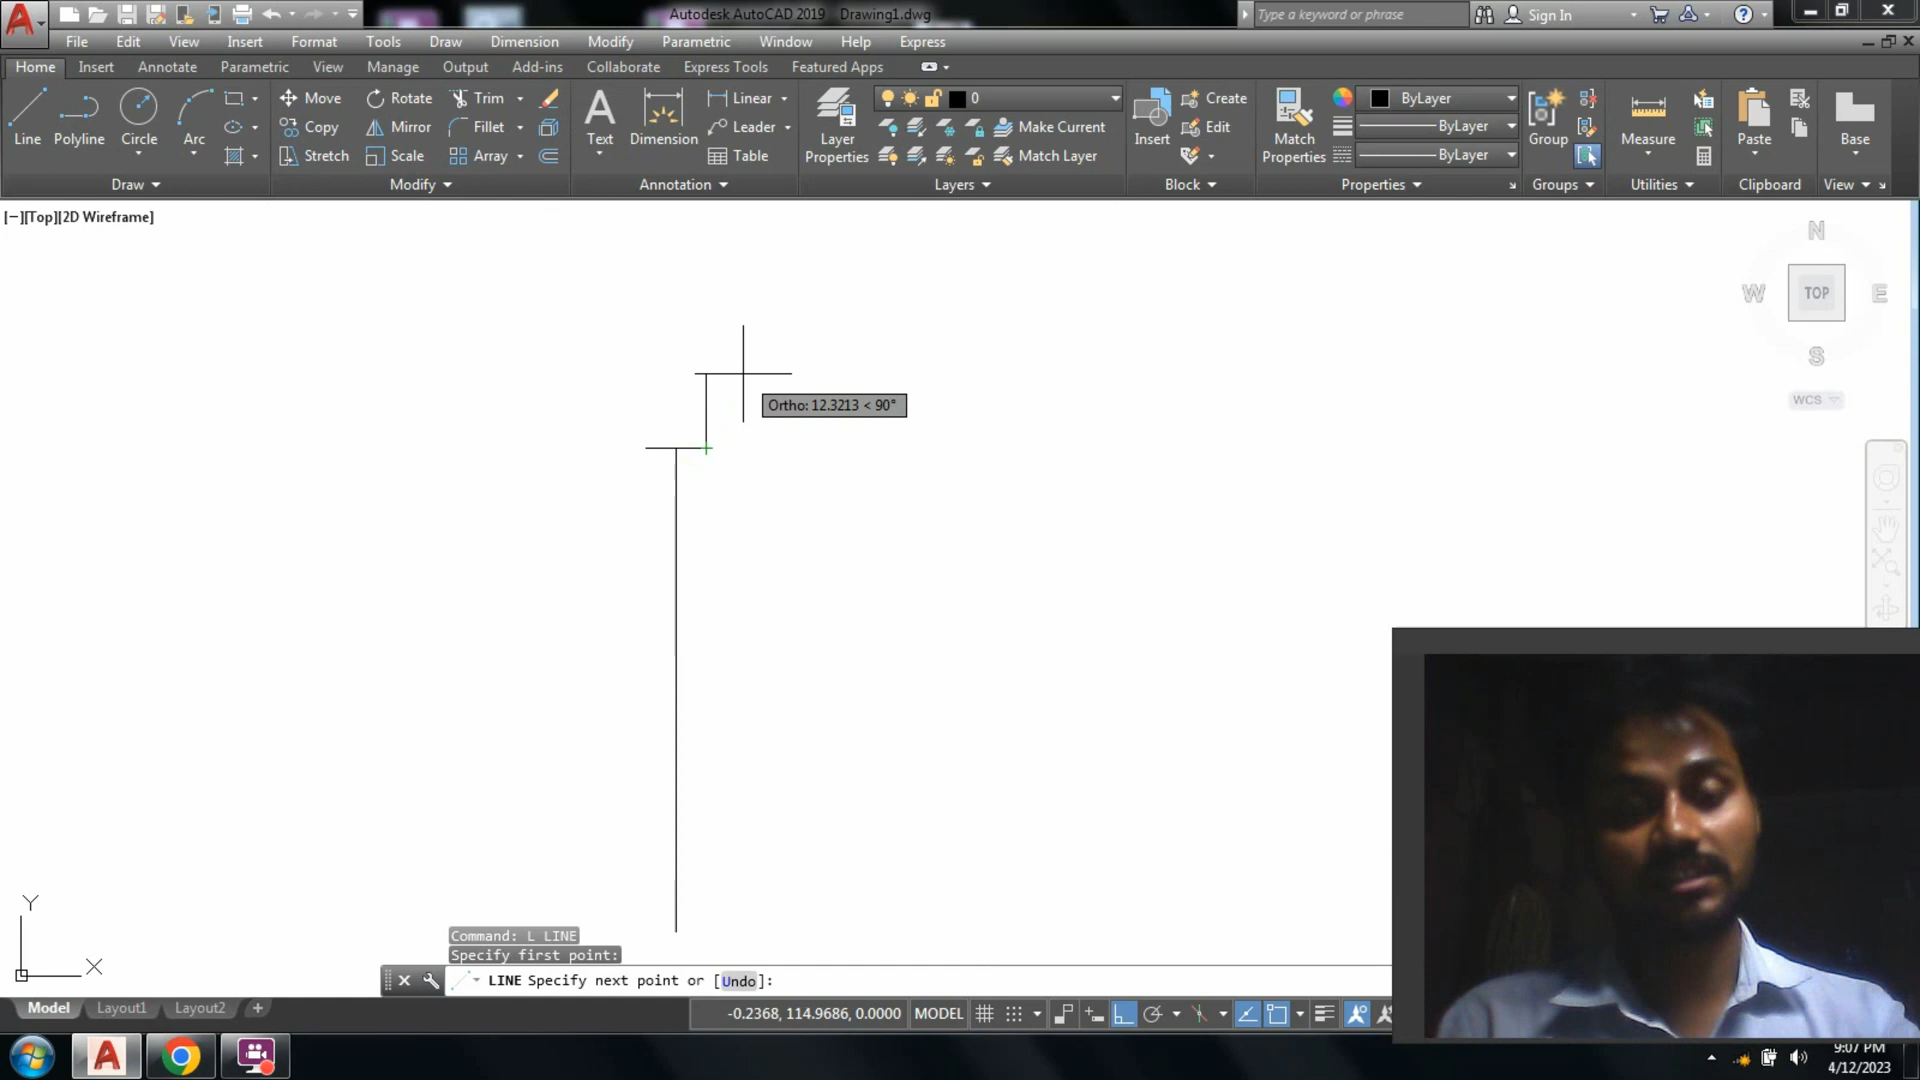 Autodesk AutoCAD 2019 Drawing1.dwg
Type a keyword or phrase
Sign In
File Edit View Insert Format Tools Draw Dimension Modify Parametric Window Help Express
Home Insert Annotate Parametric View Manage Output Add-ins Collaborate Express Tools Featured Apps
Line Polyline Circle Arc
Draw
Move Rotate Trim
Copy Mirror Fillet
Stretch Scale Array
Modify
Text Dimension
Linear
Leader
Table
Annotation
Layer Properties
0
Make Current
Match Layer
Layers
Insert
Create
Edit
Block
Match Properties
ByLayer
ByLayer
ByLayer
Properties
Group
Groups
Measure
Utilities
Paste
Clipboard
Base
View
[−][Top][2D Wireframe]
N
W TOP E
S
WCS
Ortho: 12.3213 < 90°
Y
X
Command: L LINE
Specify first point:
LINE Specify next point or [Undo]:
Model Layout1 Layout2 +
-0.2368, 114.9686, 0.0000 MODEL
9:07 PM
4/12/2023